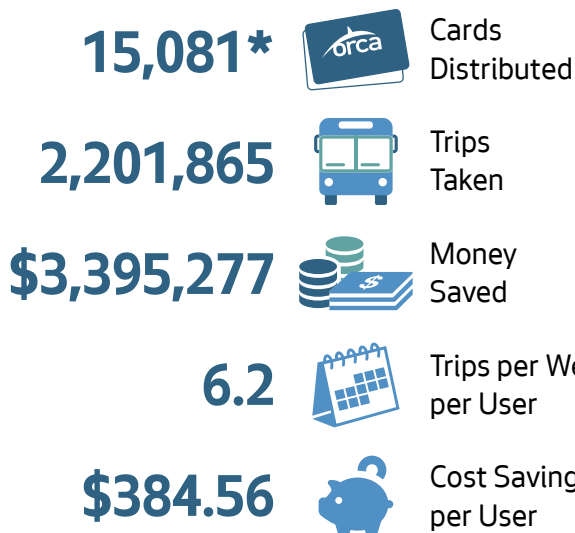 15,081*
orca
Cards
Distributed
2,201,865
Trips
Taken
$3,395,277
$
Money
Saved
6.2
Trips per We
per User
$384.56
Cost Saving
per User